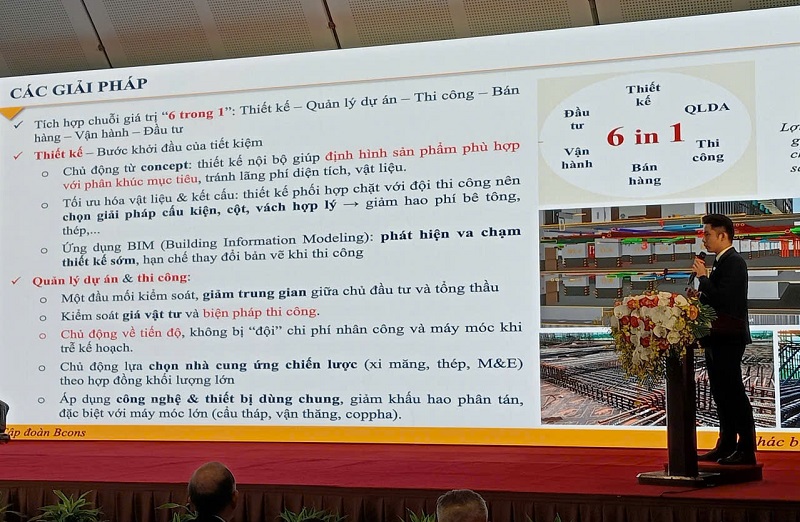 CÁC GIẢI PHÁP
✓ Tích hợp chuỗi giá trị “6 trong 1”: Thiết kế – Quản lý dự án – Thi công – Bán
hàng – Vận hành – Đầu tư
✓ Thiết kế – Bước khởi đầu của tiết kiệm
o Chủ động từ concept: thiết kế nội bộ giúp định hình sản phẩm phù hợp
với phân khúc mục tiêu, tránh lãng phí diện tích, vật liệu.
o Tối ưu hóa vật liệu & kết cấu: thiết kế phối hợp chặt với đội thi công nên
chọn giải pháp cấu kiện, cột, vách hợp lý → giảm hao phí bê tông,
thép,...
o Ứng dụng BIM (Building Information Modeling): phát hiện va chạm
thiết kế sớm, hạn chế thay đổi bản vẽ khi thi công
✓ Quản lý dự án & thi công:
o Một đầu mối kiểm soát, giảm trung gian giữa chủ đầu tư và tổng thầu
o Kiểm soát giá vật tư và biện pháp thi công.
o Chủ động về tiến độ, không bị “đội” chi phí nhân công và máy móc khi
trễ kế hoạch.
o Chủ động lựa chọn nhà cung ứng chiến lược (xi măng, thép, M&E)
theo hợp đồng khối lượng lớn
o Áp dụng công nghệ & thiết bị dùng chung, giảm khấu hao phân tán,
đặc biệt với máy móc lớn (cẩu tháp, vận thăng, coppha).
Thiết
kế
QLDA
Thi
công
Bán
hàng
Vận
hành
Đầu
tư
6 in 1
đoàn Bcons